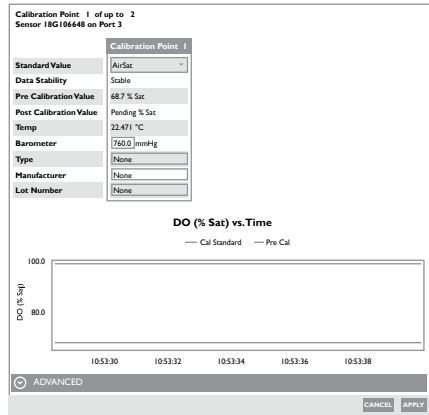 Calibration Point 1 of up to 2
Sensor 18G106648 on Port 3
Calibration Point 1
Standard Value AirSat
Data Stability Stable
Pre Calibration Value 68.7 % Sat
Post Calibration Value Pending % Sat
Temp 22.471 °C
Barometer 760.0 mmHg
Type None
Manufacturer None
Lot Number None
DO (% Sat) vs. Time
Cal Standard Pre Cal
100.0
DO (% Sat)
80.0
10:53:30 10:53:32 10:53:34 10:53:36 10:53:38
ADVANCED
CANCEL APPLY